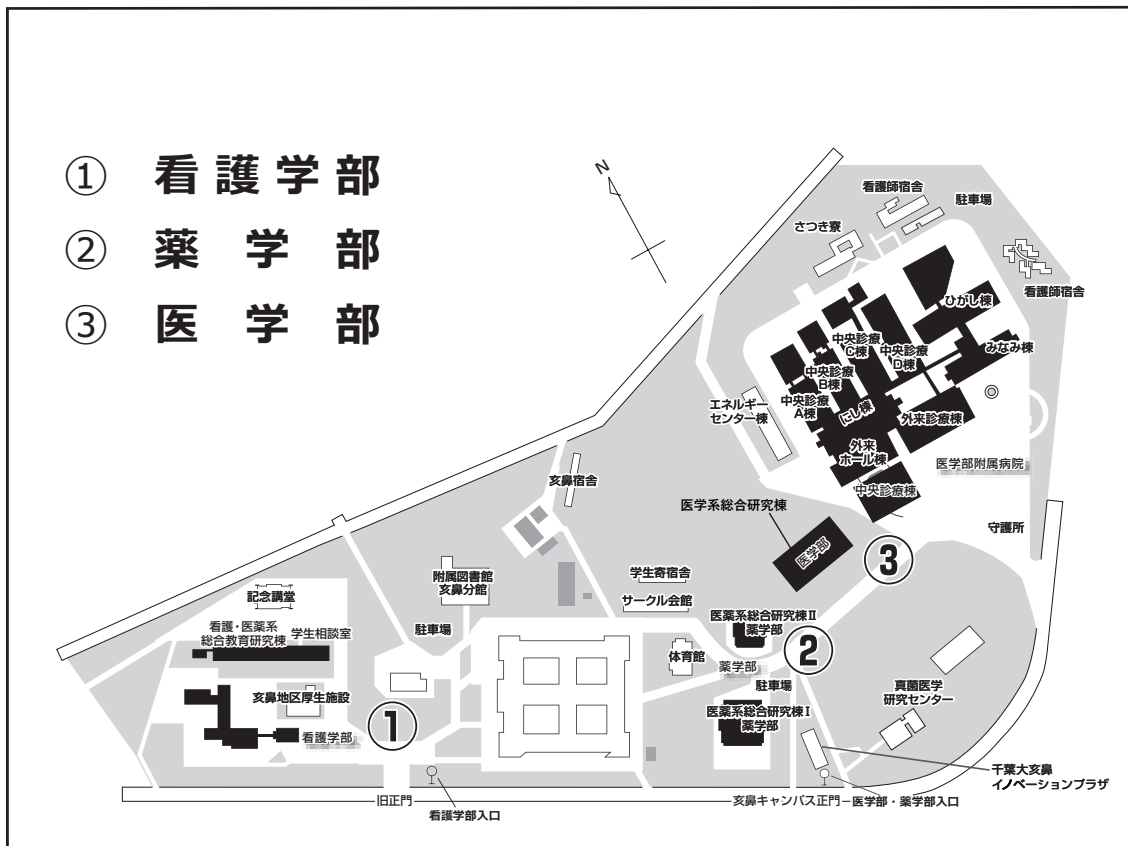 ① 看護学部
② 薬学部
③ 医学部
N
看護師宿舎
駐車場
さつき寮
看護師宿舎
ひがし棟
中央診療
C棟
中央診療
D棟
みなみ棟
中央診療
B棟
中央診療
A棟
にし棟
外来診療棟
エネルギー
センター棟
外来
ホール棟
医学部附属病院
中央診療棟
亥鼻宿舎
医学系総合研究棟
守護所
医学部
③
附属図書館
亥鼻分館
学生寄宿舎
サークル会館
記念講堂
看護・医薬系
総合教育研究棟
学生相談室
駐車場
医薬系総合研究棟Ⅱ
薬学部
②
体育館
薬学部
駐車場
真菌医学
研究センター
亥鼻地区厚生施設
医薬系総合研究棟Ⅰ
薬学部
看護学部
①
千葉大亥鼻
イノベーションプラザ
旧正門
看護学部入口
亥鼻キャンパス正門
医学部・薬学部入口